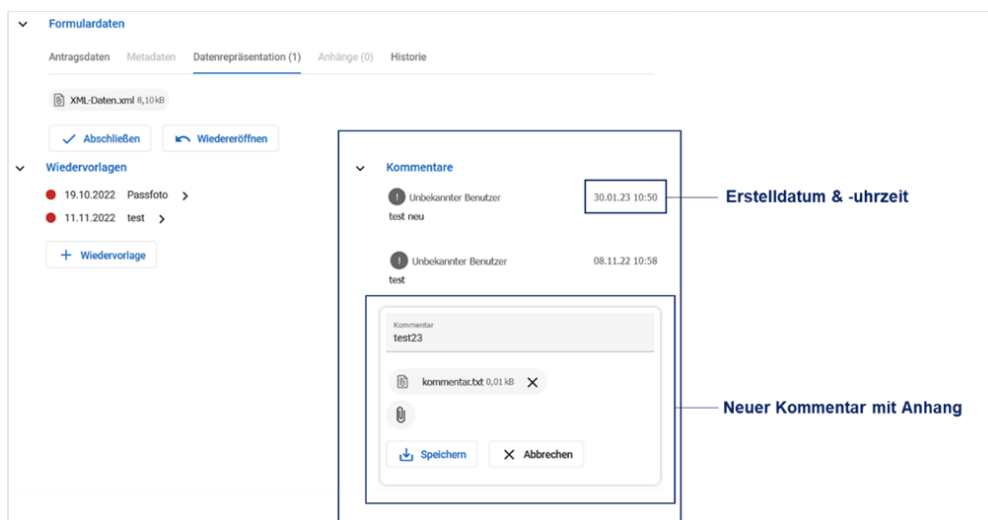 Formulardaten
Antragsdaten Metadaten Datenrepräsentation (1) Anhänge (0) Historie
XML-Daten.xml 8,10 kB
Abschließen Wiedereröffnen
Wiedervorlagen
19.10.2022 Passfoto
11.11.2022 test
+ Wiedervorlage
Kommentare
Unbekannter Benutzer 30.01.23 10:50
test neu
Erstelldatum & -uhrzeit
Unbekannter Benutzer 08.11.22 10:58
test
Kommentar
test23
kommentar.txt 0,01 kB
Neuer Kommentar mit Anhang
Speichern Abbrechen